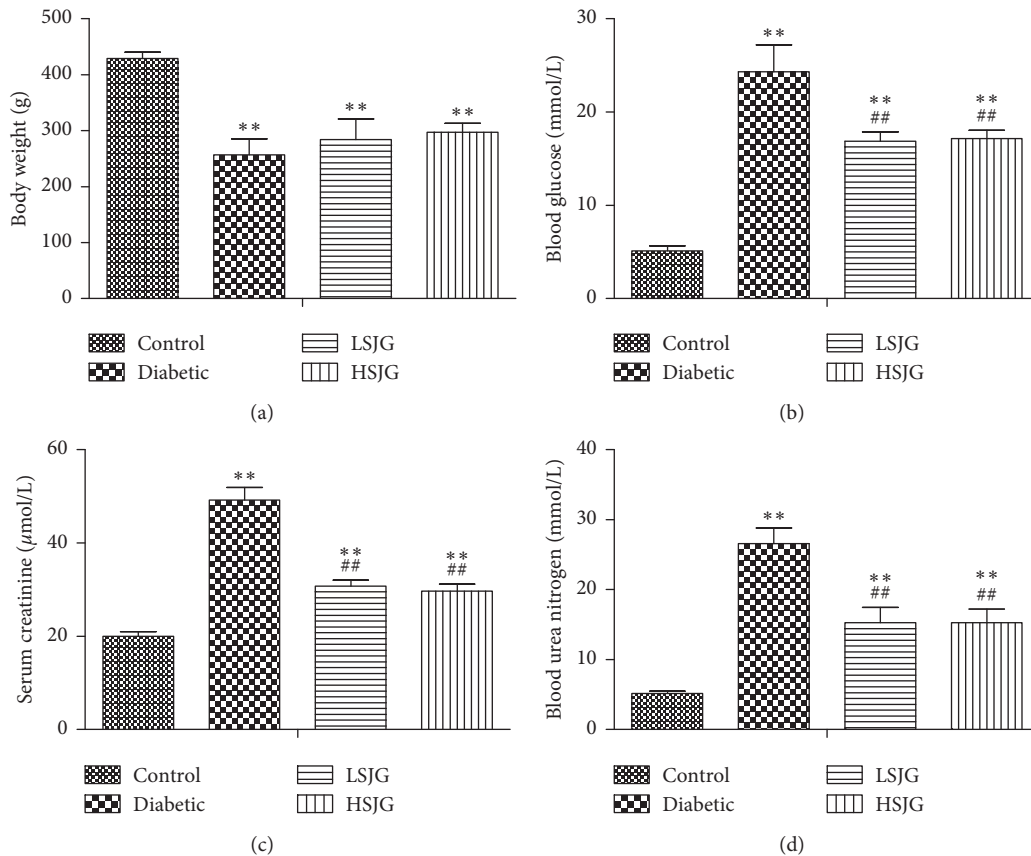 500
400
300
200
100
0
Body weight (g)
**
**
**
Control
LSJG
Diabetic
HSJG
(a)
30
20
10
0
Blood glucose (mmol/L)
**
**
##
**
##
Control
LSJG
Diabetic
HSJG
(b)
60
40
20
0
Serum creatinine (μmol/L)
**
**
##
**
##
Control
LSJG
Diabetic
HSJG
(c)
40
30
20
10
0
Blood urea nitrogen (mmol/L)
**
**
##
**
##
Control
LSJG
Diabetic
HSJG
(d)